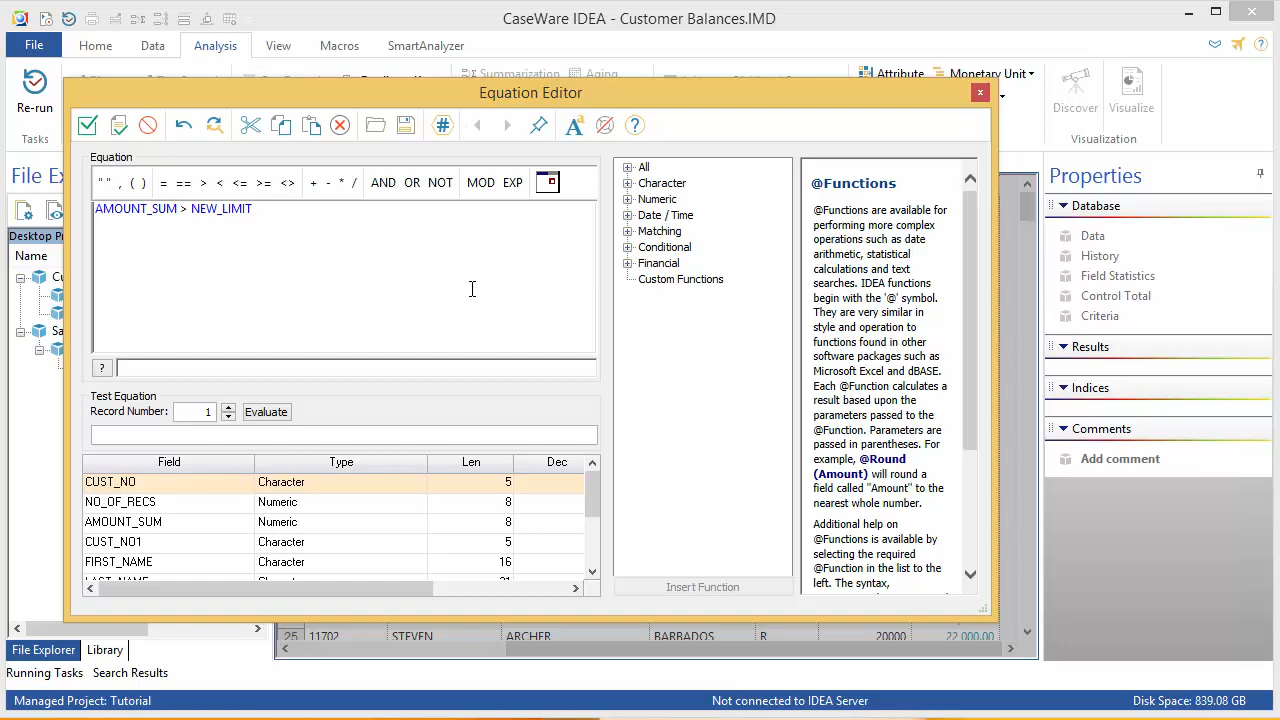 CaseWare IDEA - Customer Balances.IMD
File Home Data Analysis View Macros SmartAnalyzer
Re-run
Tasks
Summarization Aging
Attribute Monetary Unit
Discover Visualize
Visualization
Equation Editor
File Ex
Desktop P
Name
Equation
" " , ( ) = == > < <= >= <> + - * / AND OR NOT MOD EXP
AMOUNT_SUM > NEW_LIMIT
?
Test Equation
Record Number: 1 Evaluate
Field Type Len Dec
CUST_NO Character 5
NO_OF_RECS Numeric 8
AMOUNT_SUM Numeric 8
CUST_NO1 Character 5
FIRST_NAME Character 16
LAST_NAME Character 21
All
Character
Numeric
Date / Time
Matching
Conditional
Financial
Custom Functions
Insert Function
@Functions
@Functions are available for
performing more complex
operations such as date
arithmetic, statistical
calculations and text
searches. IDEA functions
begin with the '@' symbol.
They are very similar in
style and operation to
functions found in other
software packages such as
Microsoft Excel and dBASE.
Each @Function calculates a
result based upon the
parameters passed to the
@Function. Parameters are
passed in parentheses. For
example, @Round
(Amount) will round a
field called "Amount" to the
nearest whole number.
Additional help on
@Functions is available by
selecting the required
@Function in the list to the
left. The syntax,
Properties
Database
Data
History
Field Statistics
Control Total
Criteria
Results
Indices
Comments
Add comment
25 11702 STEVEN ARCHER BARBADOS R 20000 22,000.00
File Explorer Library
Running Tasks Search Results
Managed Project: Tutorial Not connected to IDEA Server Disk Space: 839.08 GB